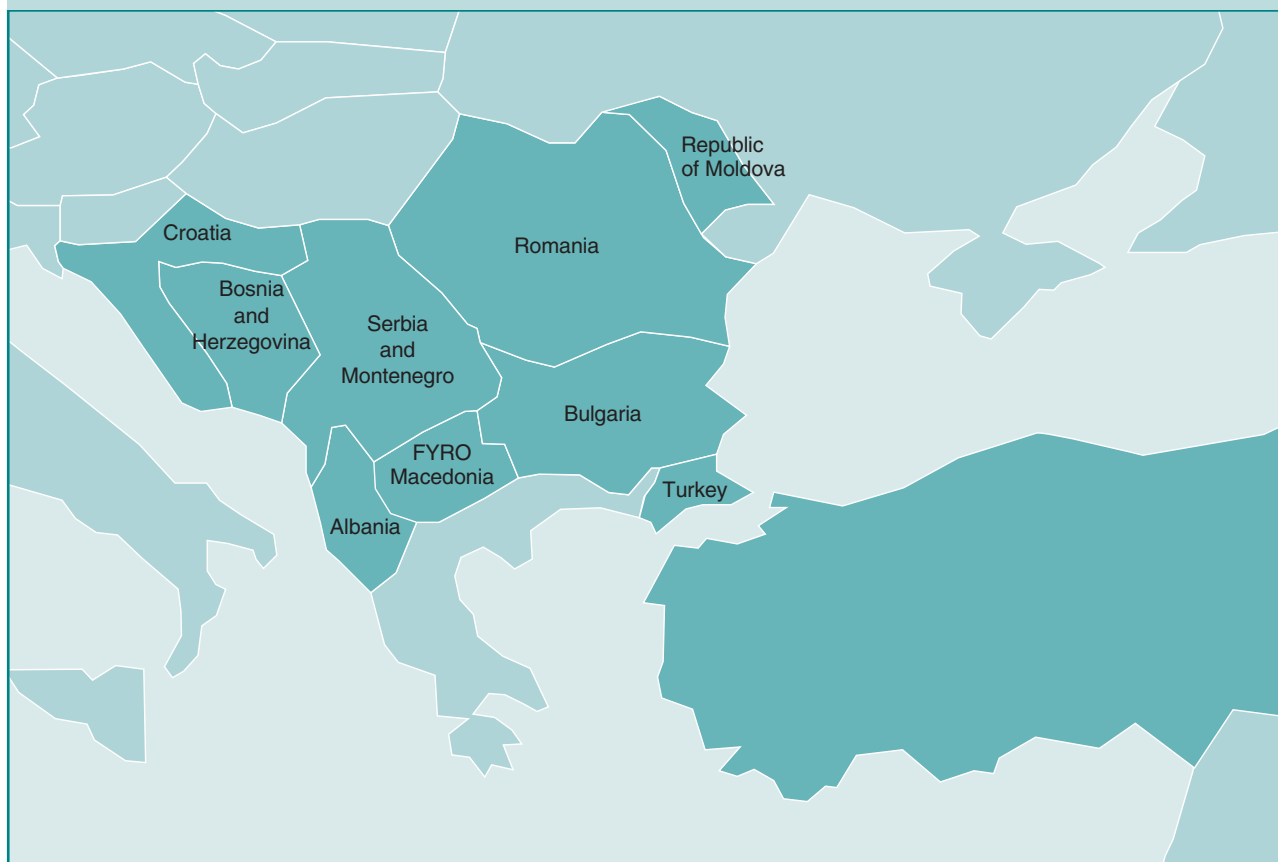 Republic
of Moldova
Croatia
Romania
Bosnia
and
Herzegovina
Serbia
and
Montenegro
Bulgaria
FYRO
Macedonia
Turkey
Albania